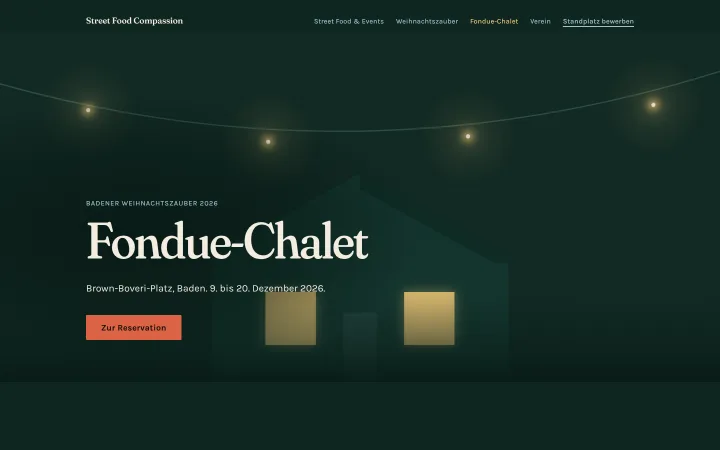 Street Food Compassion
Street Food & Events Weihnachtszauber Fondue-Chalet Verein Standplatz bewerben
BADENER WEIHNACHTSZAUBER 2026
Fondue-Chalet
Brown-Boveri-Platz, Baden. 9. bis 20. Dezember 2026.
Zur Reservation